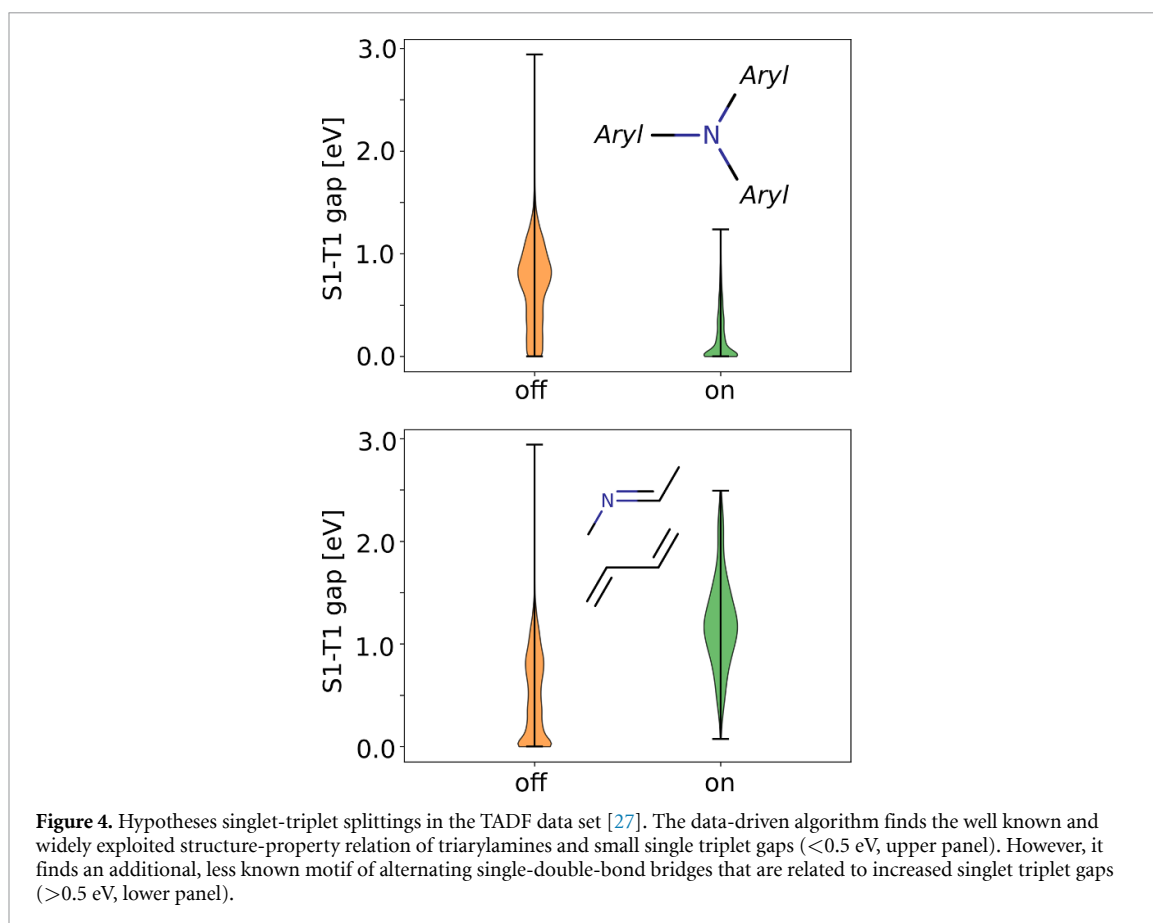 3.0
2.0
1.0
0.0
S1-T1 gap [eV]
Aryl
Aryl
N
Aryl
off
on
3.0
2.0
1.0
0.0
S1-T1 gap [eV]
N
off
on
Figure 4. Hypotheses singlet-triplet splittings in the TADF data set [27]. The data-driven algorithm finds the well known and
widely exploited structure-property relation of triarylamines and small single triplet gaps (<0.5 eV, upper panel). However, it
finds an additional, less known motif of alternating single-double-bond bridges that are related to increased singlet triplet gaps
(>0.5 eV, lower panel).